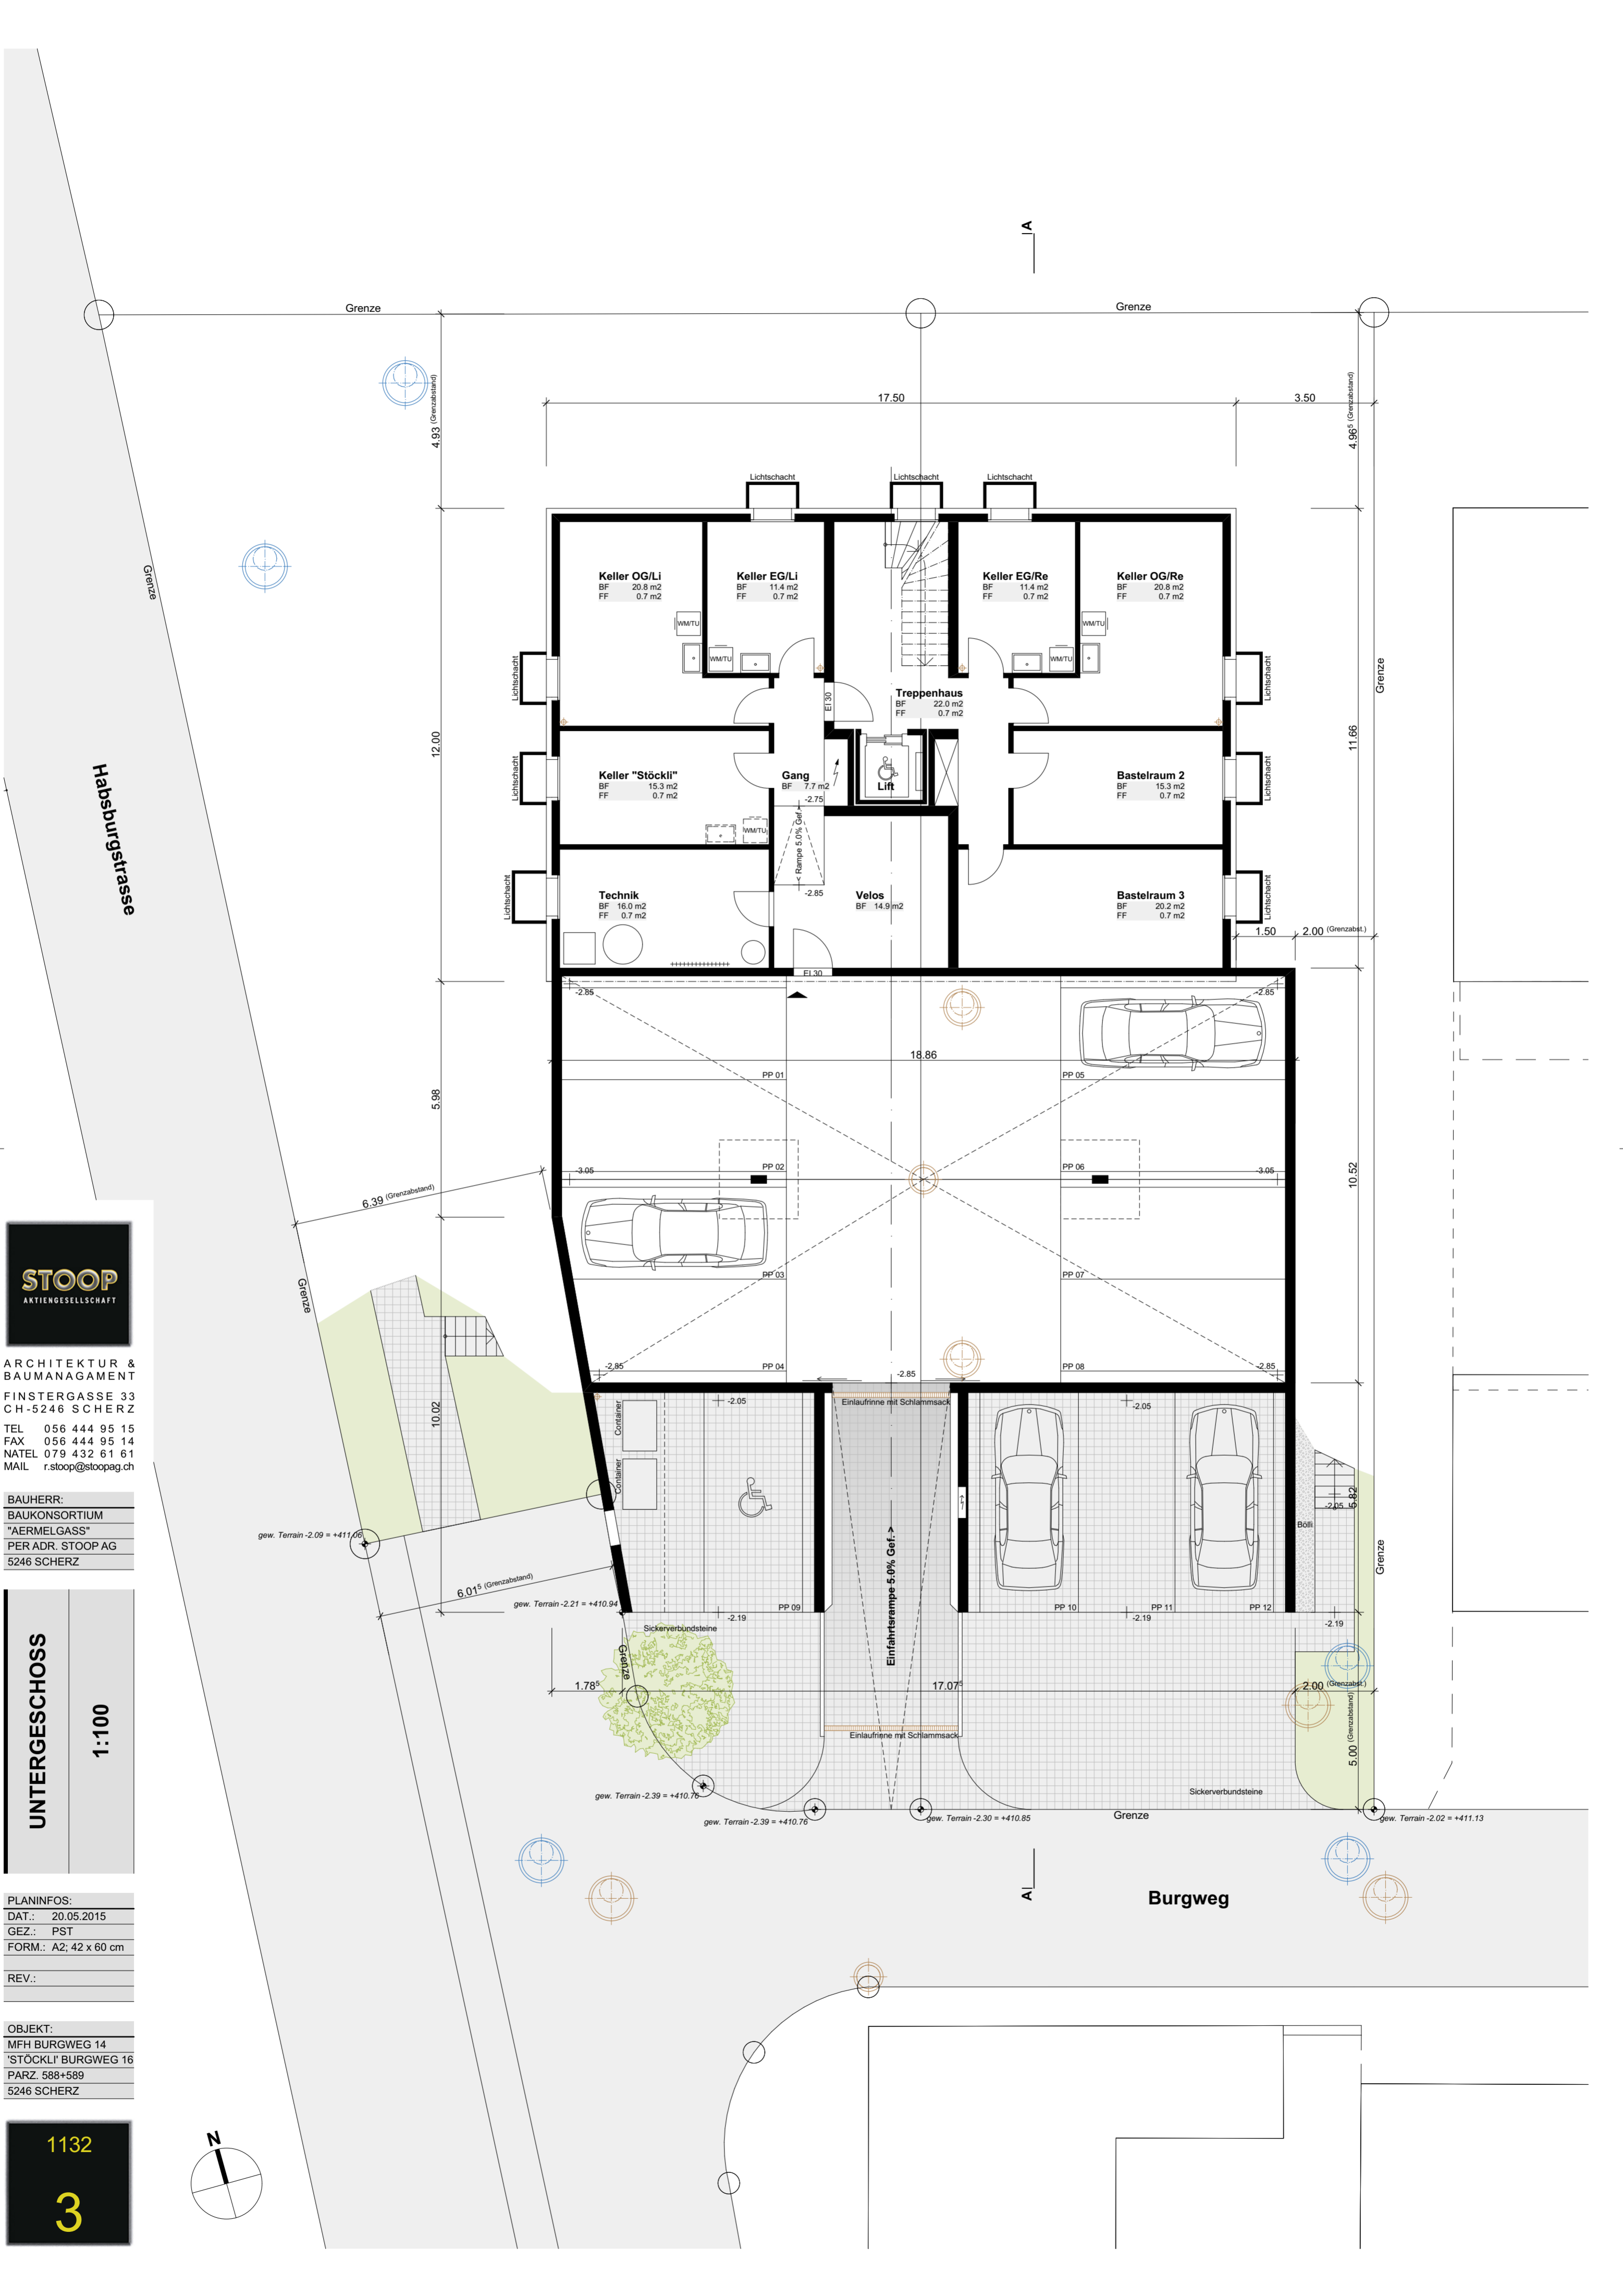 A
Grenze
Grenze
4.93 (Grenzabstand)
4.96⁵ (Grenzabstand)
17.50
3.50
Lichtschacht
Lichtschacht
Lichtschacht
Grenze
Keller OG/Li
BF 20.8 m2
FF 0.7 m2
Keller EG/Li
BF 11.4 m2
FF 0.7 m2
Keller EG/Re
BF 11.4 m2
FF 0.7 m2
Keller OG/Re
BF 20.8 m2
FF 0.7 m2
WM/TU
WM/TU
WM/TU
WM/TU
Lichtschacht
Lichtschacht
Grenze
EI 30
Treppenhaus
BF 22.0 m2
FF 0.7 m2
12.00
11.66
Habsburgstrasse
Lichtschacht
Keller "Stöckli"
BF 15.3 m2
FF 0.7 m2
WM/TU
Gang
BF 7.7 m2
-2.75
Lift
Bastelraum 2
BF 15.3 m2
FF 0.7 m2
Lichtschacht
< Rampe 5.0% Gef.
-2.85
Lichtschacht
Technik
BF 16.0 m2
FF 0.7 m2
Velos
BF 14.9 m2
Bastelraum 3
BF 20.2 m2
FF 0.7 m2
Lichtschacht
1.50
2.00 (Grenzabst.)
EI 30
-2.85
-2.85
18.86
PP 01
PP 05
5.98
PP 02
PP 06
-3.05
-3.05
10.52
6.39 (Grenzabstand)
Grenze
PP 03
PP 07
PP 04
PP 08
-2.85
-2.85
-2.85
Einlaufrinne mit Schlammsack
10.02
Container
Container
-2.05
-2.05
-2.05
5.82
Bölli
gew. Terrain -2.09 = +411.06
6.01⁵ (Grenzabstand)
gew. Terrain -2.21 = +410.94
Einfahrtsrampe 5.0% Gef. >
PP 09
PP 10
PP 11
PP 12
-2.19
-2.19
-2.19
Grenze
Sickerverbundsteine
Grenze
1.78⁵
17.07⁵
2.00 (Grenzabst.)
5.00 (Grenzabstand)
Einlaufrinne mit Schlammsack
Sickerverbundsteine
gew. Terrain -2.39 = +410.76
gew. Terrain -2.39 = +410.76
gew. Terrain -2.30 = +410.85
Grenze
gew. Terrain -2.02 = +411.13
A
Burgweg
STOOP
AKTIENGESELLSCHAFT
ARCHITEKTUR &
BAUMANAGAMENT
FINSTERGASSE 33
CH-5246 SCHERZ
TEL 056 444 95 15
FAX 056 444 95 14
NATEL 079 432 61 61
MAIL r.stoop@stoopag.ch
BAUHERR:
BAUKONSORTIUM
"AERMELGASS"
PER ADR. STOOP AG
5246 SCHERZ
UNTERGESCHOSS
1:100
PLANINFOS:
DAT.: 20.05.2015
GEZ.: PST
FORM.: A2; 42 x 60 cm
REV.:
OBJEKT:
MFH BURGWEG 14
'STÖCKLI' BURGWEG 16
PARZ. 588+589
5246 SCHERZ
1132
3
N